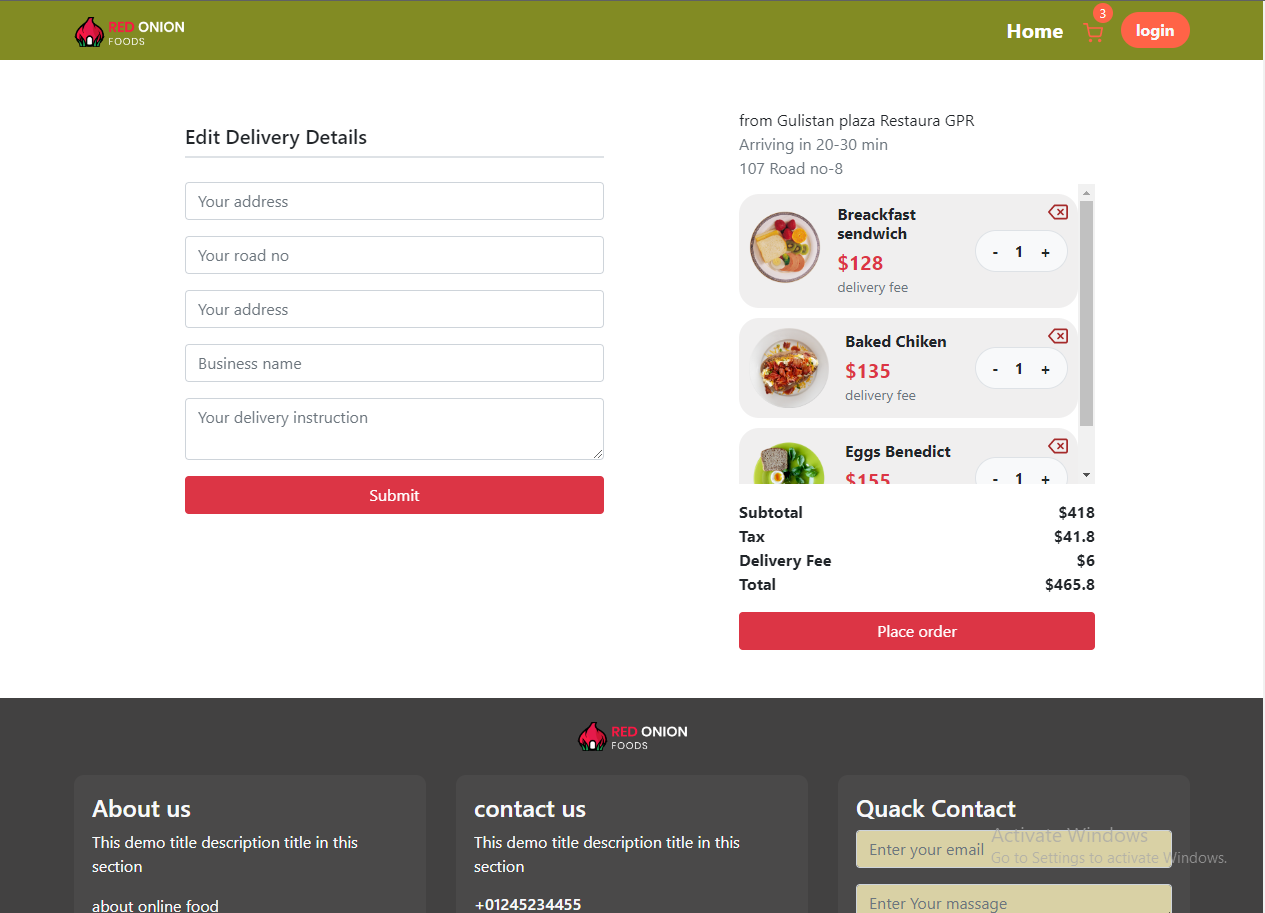 RED ONION
FOODS
Home
3
login
Edit Delivery Details
Your address
Your road no
Your address
Business name
Your delivery instruction
Submit
from Gulistan plaza Restaura GPR
Arriving in 20-30 min
107 Road no-8
Breackfast
sandwich
$128
delivery fee
- 1 +
Baked Chiken
$135
delivery fee
- 1 +
Eggs Benedict
$155
- 1 +
Subtotal $418
Tax $41.8
Delivery Fee $6
Total $465.8
Place order
RED ONION
FOODS
About us
This demo title description title in this
section
about online food
contact us
This demo title description title in this
section
+01245234455
Quack Contact
Enter your email
Enter Your massage
Activate Windows
Go to Settings to activate Windows.